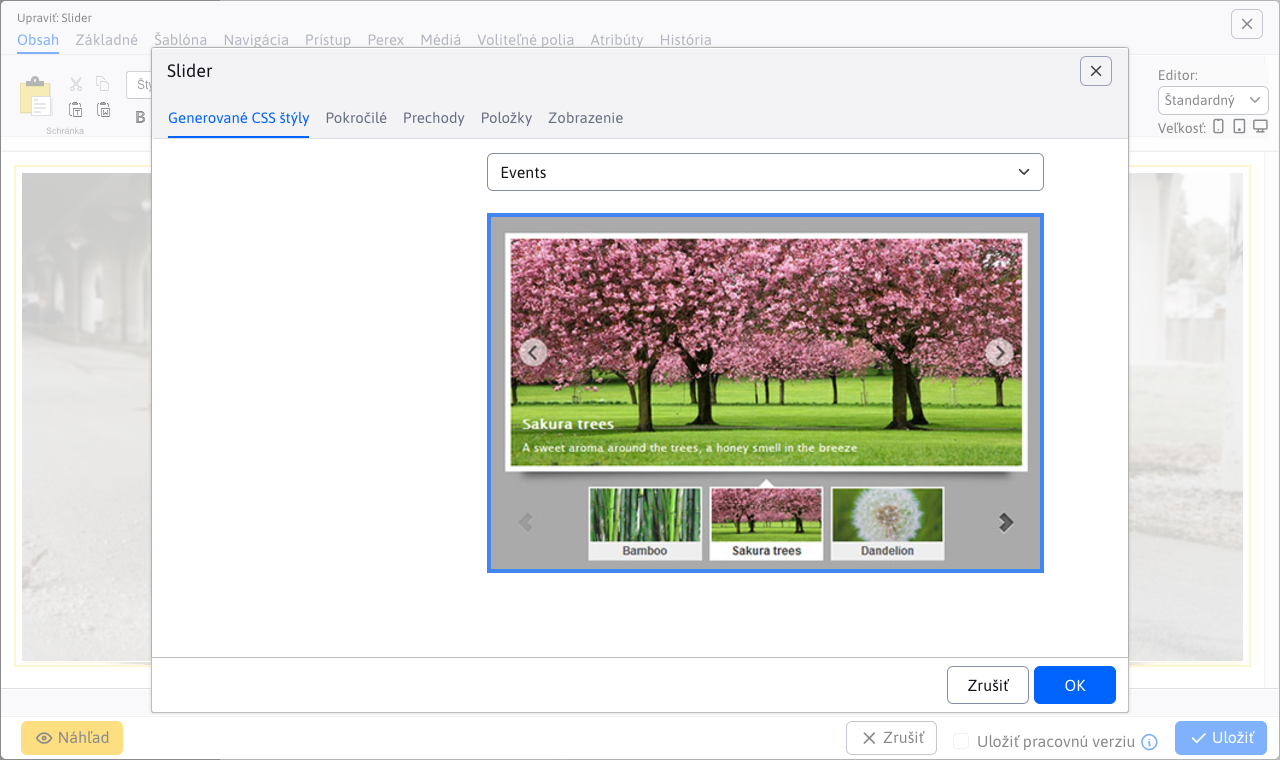 Upraviť: Slider
Obsah Základné Šablóna Navigácia Prístup Perex Médiá Voliteľné polia Atribúty História
Schránka
B
Editor:
Štandardný
Veľkosť:
Slider
Generované CSS štýly Pokročilé Prechody Položky Zobrazenie
Events
Sakura trees
A sweet aroma around the trees, a honey smell in the breeze
Bamboo Sakura trees Dandelion
Zrušiť OK
Náhľad Zrušiť Uložiť pracovnú verziu Uložiť